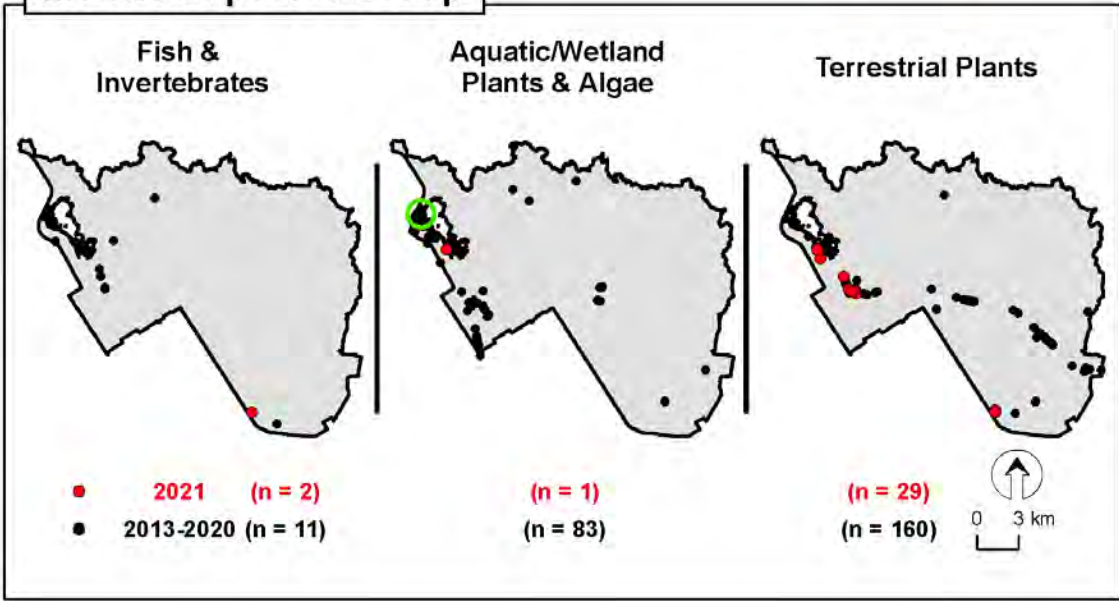 Fish &
Invertebrates
Aquatic/Wetland
Plants & Algae
Terrestrial Plants
2021 (n = 2)
(n = 1)
(n = 29)
2013-2020 (n = 11)
(n = 83)
(n = 160)
0 3 km